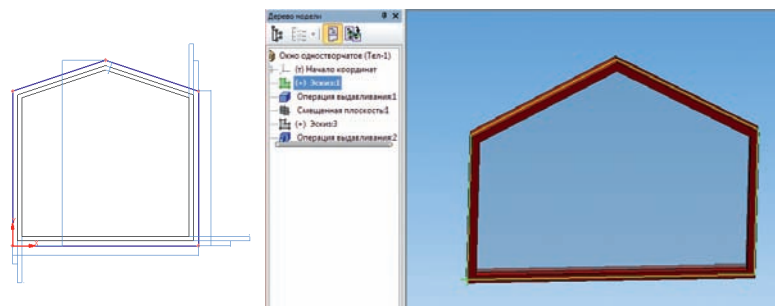 Дерево модели
Окно одностворчатое (Тел-1)
(т) Начало координат
(+) Эскиз:1
Операция выдавливания:1
Смещенная плоскость:1
(+) Эскиз:3
Операция выдавливания:2